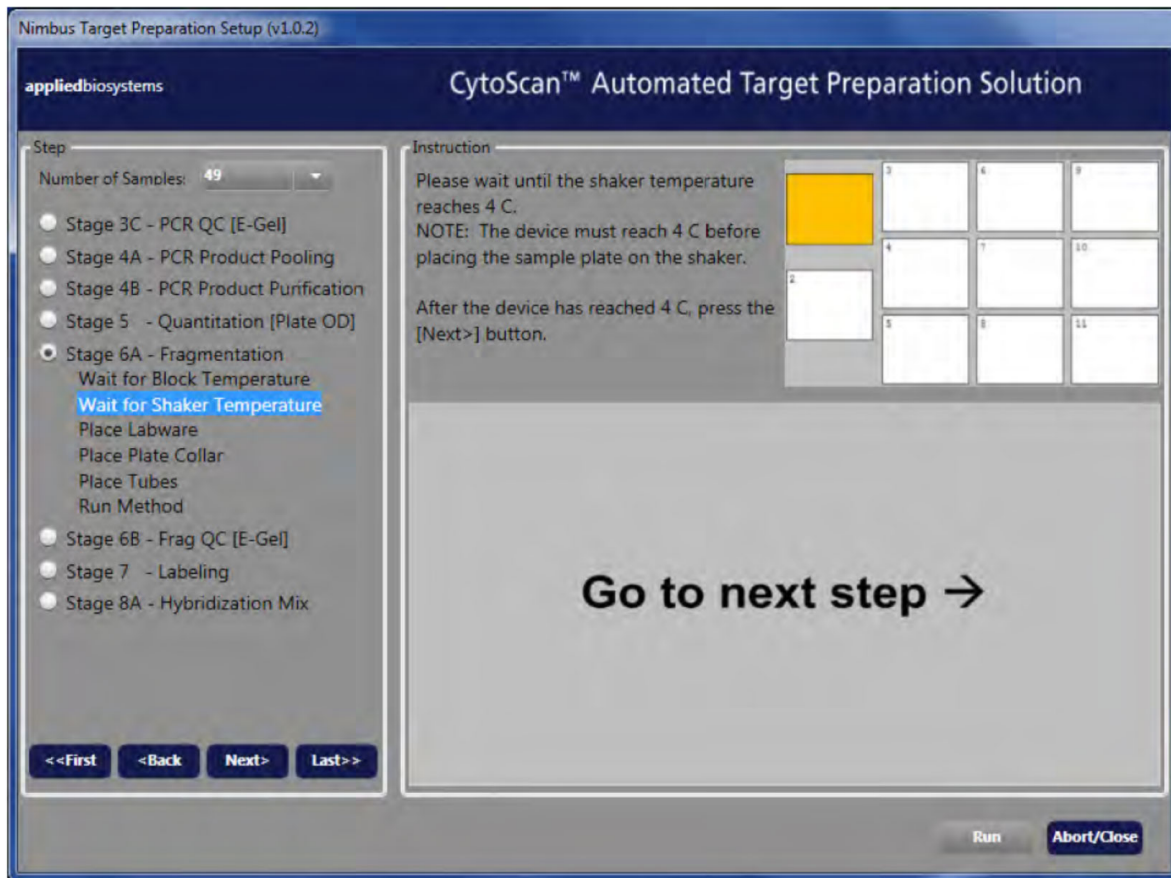 Nimbus Target Preparation Setup (v1.0.2)
appliedbiosystems
CytoScan™ Automated Target Preparation Solution
Step
Number of Samples: 49
Stage 3C - PCR QC [E-Gel]
Stage 4A - PCR Product Pooling
Stage 4B - PCR Product Purification
Stage 5 - Quantitation [Plate OD]
Stage 6A - Fragmentation
Wait for Block Temperature
Wait for Shaker Temperature
Place Labware
Place Plate Collar
Place Tubes
Run Method
Stage 6B - Frag QC [E-Gel]
Stage 7 - Labeling
Stage 8A - Hybridization Mix
<<First <Back Next> Last>>
Instruction
Please wait until the shaker temperature
reaches 4 C.
NOTE: The device must reach 4 C before
placing the sample plate on the shaker.
After the device has reached 4 C, press the
[Next>] button.
3 6 9
4 7 10
2
5 8 11
Go to next step →
Run Abort/Close